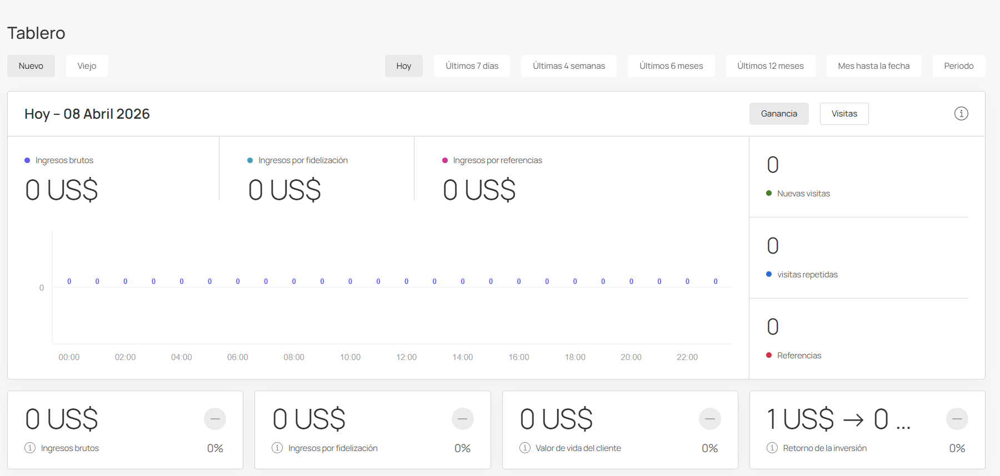 Tablero
Nuevo Viejo Hoy Últimos 7 días Últimas 4 semanas Últimos 6 meses Últimos 12 meses Mes hasta la fecha Periodo
Hoy – 08 Abril 2026 Ganancia Visitas
Ingresos brutos Ingresos por fidelización Ingresos por referencias
0 US$ 0 US$ 0 US$
0
Nuevas visitas
0
visitas repetidas
0
Referencias
0 0 0 0 0 0 0 0 0 0 0 0 0 0 0 0 0 0 0 0 0 0 0 0
0
00:00 02:00 04:00 06:00 08:00 10:00 12:00 14:00 16:00 18:00 20:00 22:00
0 US$
Ingresos brutos 0%
0 US$
Ingresos por fidelización 0%
0 US$
Valor de vida del cliente 0%
1 US$ → 0 ...
Retorno de la inversión 0%